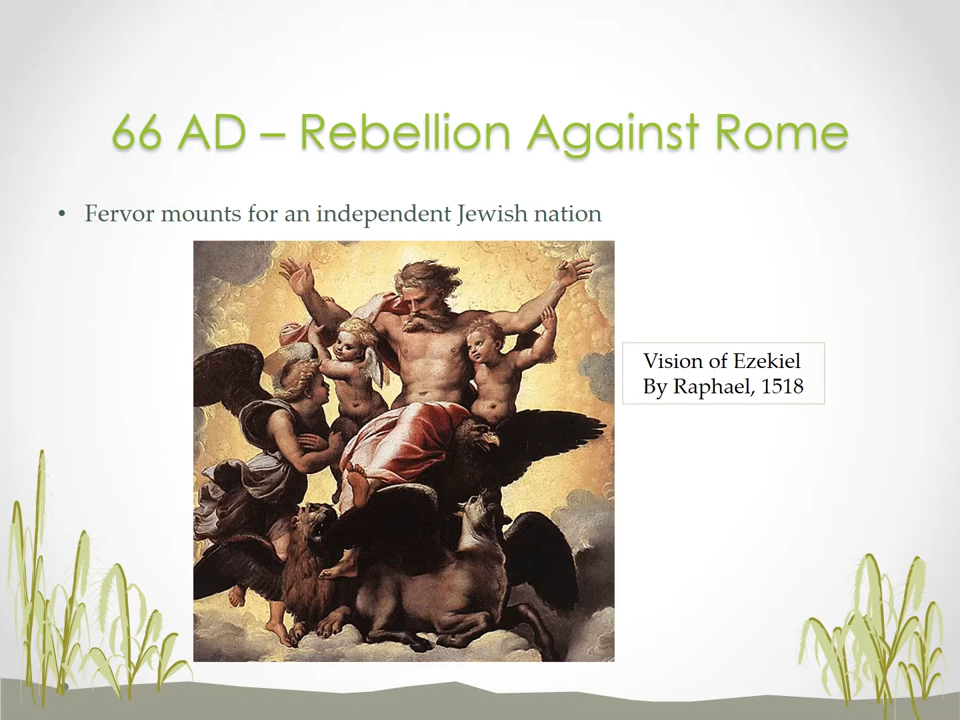 66 AD – Rebellion Against Rome
• Fervor mounts for an independent Jewish nation
Vision of Ezekiel
By Raphael, 1518